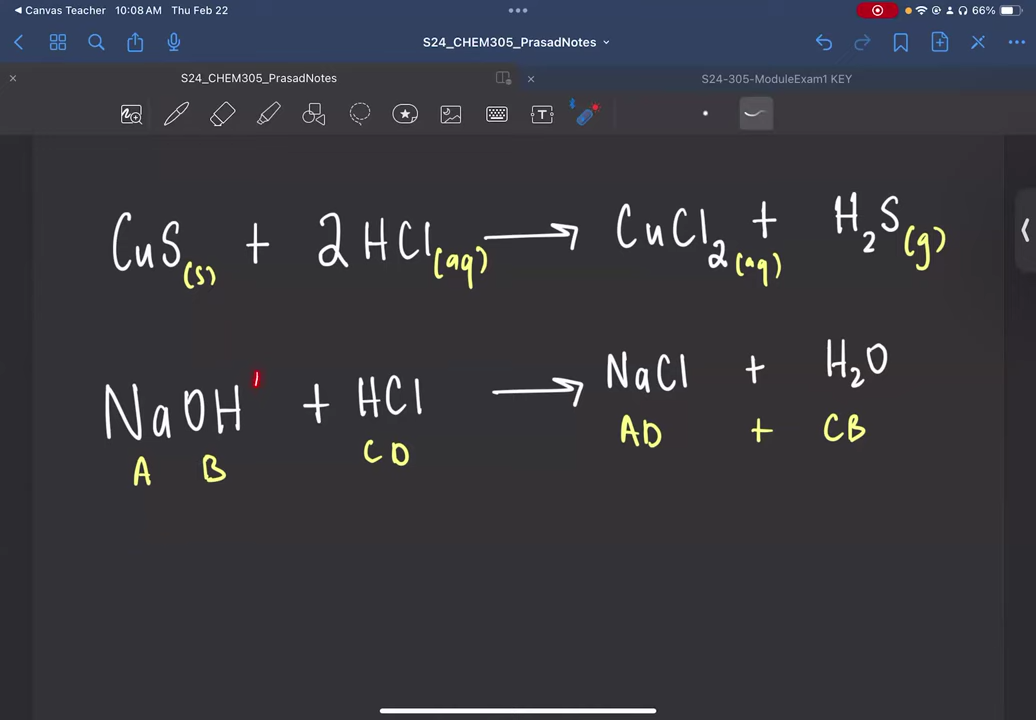 Canvas Teacher 10:08 AM Thu Feb 22 66%
S24_CHEM305_PrasadNotes
S24_CHEM305_PrasadNotes S24-305-ModuleExam1 KEY
CuS(s) + 2HCl(aq) → CuCl₂(aq) + H₂S(g)
NaOH + HCl → NaCl + H₂O
A B C D AD + CB